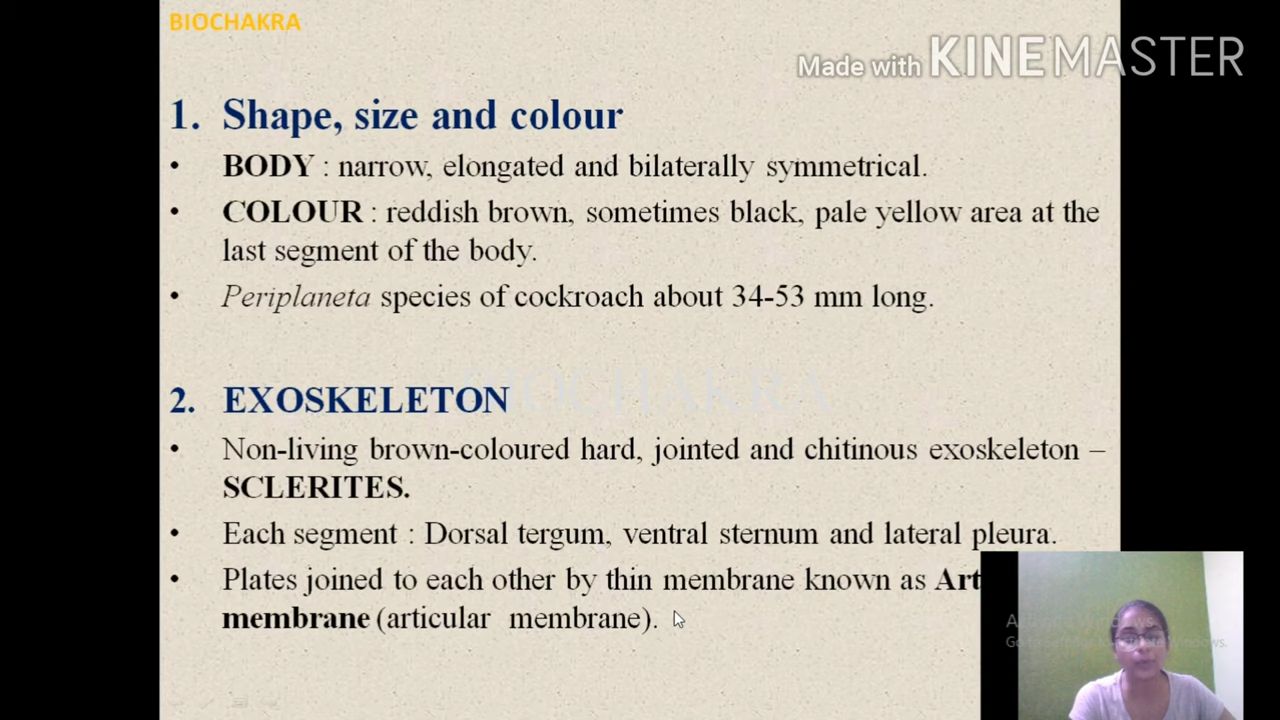 BIOCHAKRA
Made with KINEMASTER
1. Shape, size and colour
• BODY : narrow, elongated and bilaterally symmetrical.
• COLOUR : reddish brown, sometimes black, pale yellow area at the
last segment of the body.
• Periplaneta species of cockroach about 34-53 mm long.
BIOCHAKRA
2. EXOSKELETON
• Non-living brown-coloured hard, jointed and chitinous exoskeleton –
SCLERITES.
• Each segment : Dorsal tergum, ventral sternum and lateral pleura.
• Plates joined to each other by thin membrane known as Art
membrane (articular membrane).